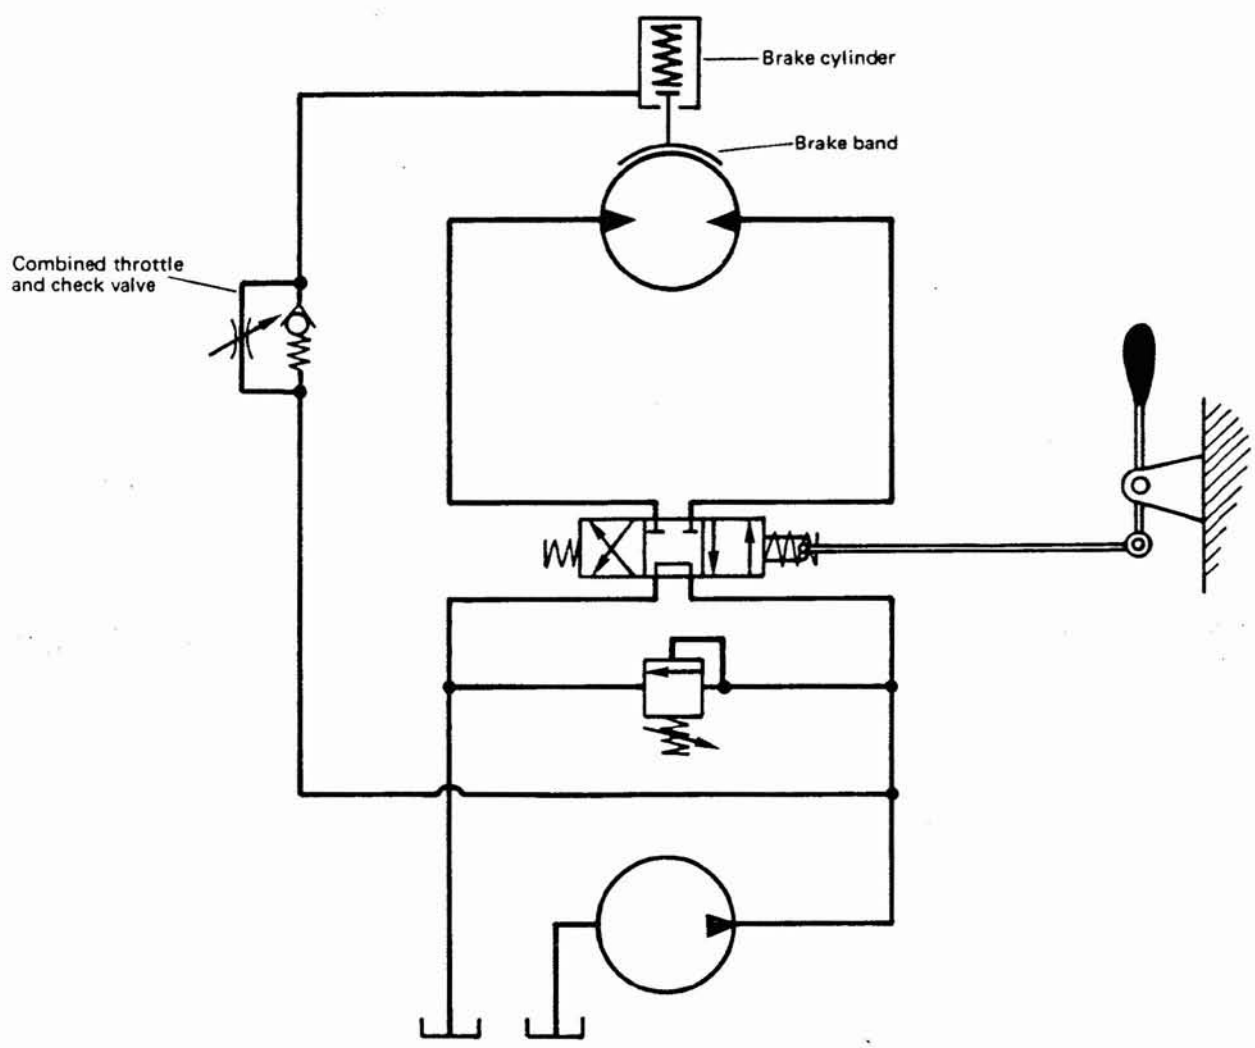 Brake cylinder
Brake band
Combined throttle
and check valve